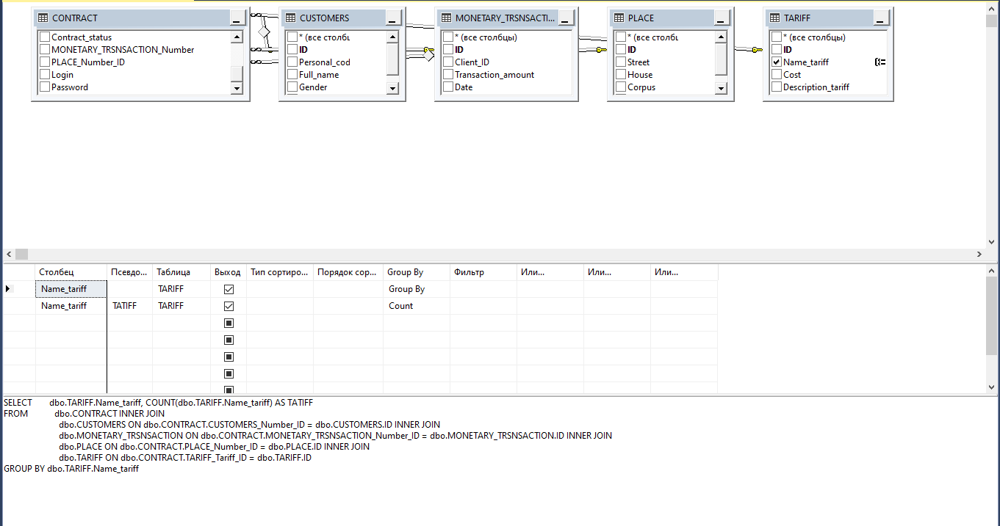 CONTRACT
Contract_status
MONETARY_TRSNSACTION_Number
PLACE_Number_ID
Login
Password
CUSTOMERS
* (все столбц
ID
Personal_cod
Full_name
Gender
MONETARY_TRSNSACTI...
* (все столбцы)
ID
Client_ID
Transaction_amount
Date
PLACE
* (все столбц
ID
Street
House
Corpus
TARIFF
* (все столбцы)
ID
Name_tariff
Cost
Description_tariff
Столбец Псевдо... Таблица Выход Тип сортиро... Порядок сор... Group By Фильтр Или... Или... Или...
Name_tariff TARIFF Group By
Name_tariff TATIFF TARIFF Count
SELECT dbo.TARIFF.Name_tariff, COUNT(dbo.TARIFF.Name_tariff) AS TATIFF
FROM dbo.CONTRACT INNER JOIN
dbo.CUSTOMERS ON dbo.CONTRACT.CUSTOMERS_Number_ID = dbo.CUSTOMERS.ID INNER JOIN
dbo.MONETARY_TRSNSACTION ON dbo.CONTRACT.MONETARY_TRSNSACTION_Number_ID = dbo.MONETARY_TRSNSACTION.ID INNER JOIN
dbo.PLACE ON dbo.CONTRACT.PLACE_Number_ID = dbo.PLACE.ID INNER JOIN
dbo.TARIFF ON dbo.CONTRACT.TARIFF_Tariff_ID = dbo.TARIFF.ID
GROUP BY dbo.TARIFF.Name_tariff